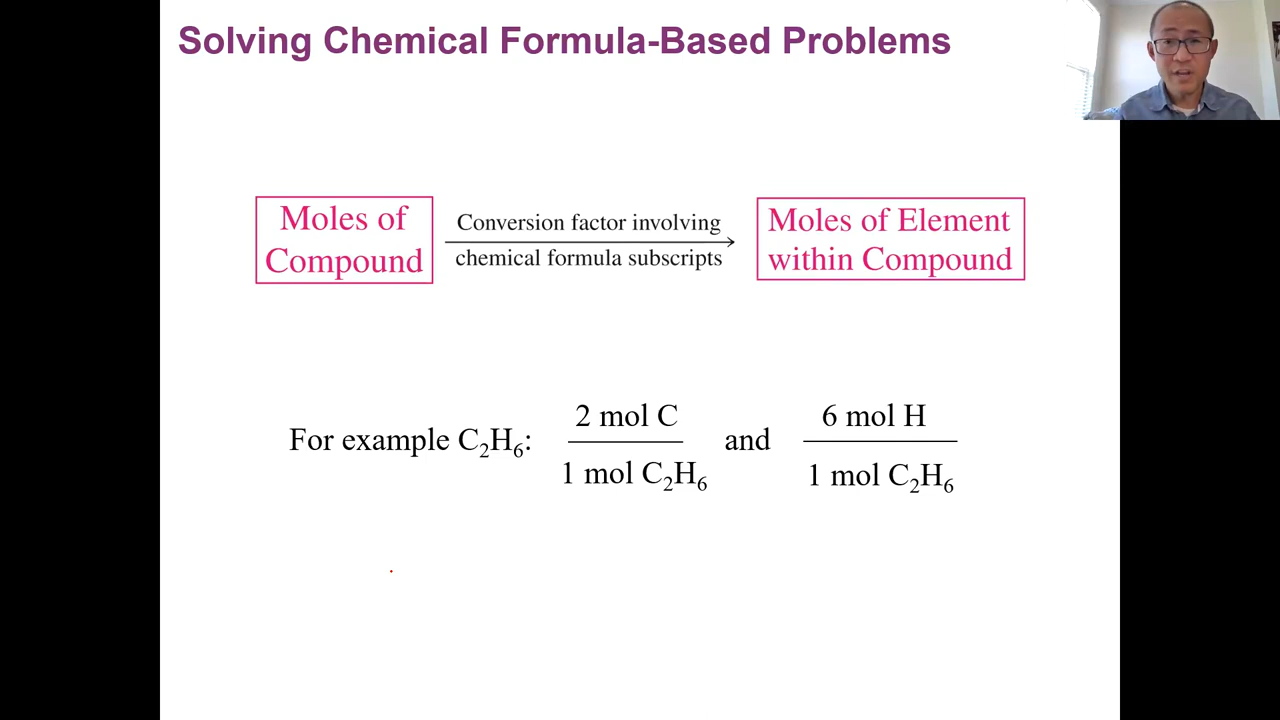 Solving Chemical Formula-Based Problems
Moles of
Compound
Conversion factor involving
chemical formula subscripts
Moles of Element
within Compound
For example C₂H₆:
2 mol C
1 mol C₂H₆
and
6 mol H
1 mol C₂H₆